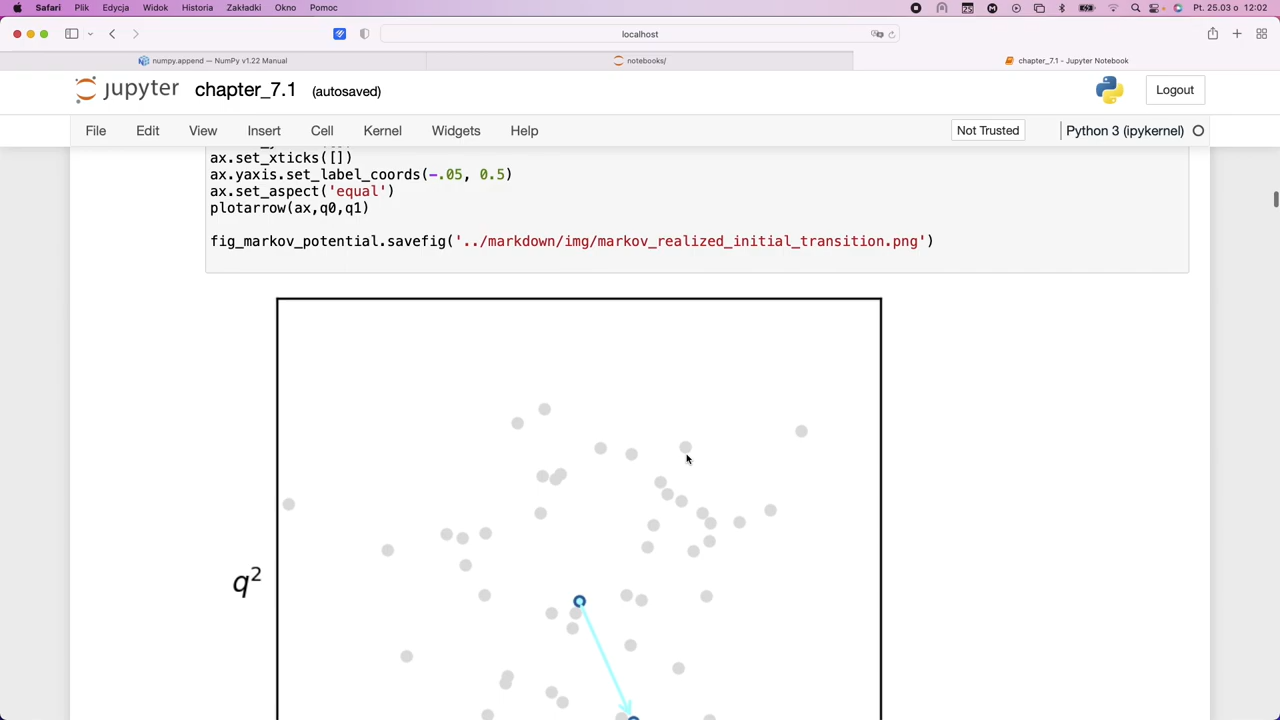 Safari Plik Edycja Widok Historia Zakładki Okno Pomoc Pt. 25.03 o 12:02
localhost
numpy.append — NumPy v1.22 Manual notebooks/ chapter_7.1 - Jupyter Notebook
jupyter chapter_7.1 (autosaved) Logout
File Edit View Insert Cell Kernel Widgets Help Not Trusted Python 3 (ipykernel)
ax.set_xticks([])
ax.yaxis.set_label_coords(-.05, 0.5)
ax.set_aspect('equal')
plotarrow(ax,q0,q1)
fig_markov_potential.savefig('../markdown/img/markov_realized_initial_transition.png')
q²